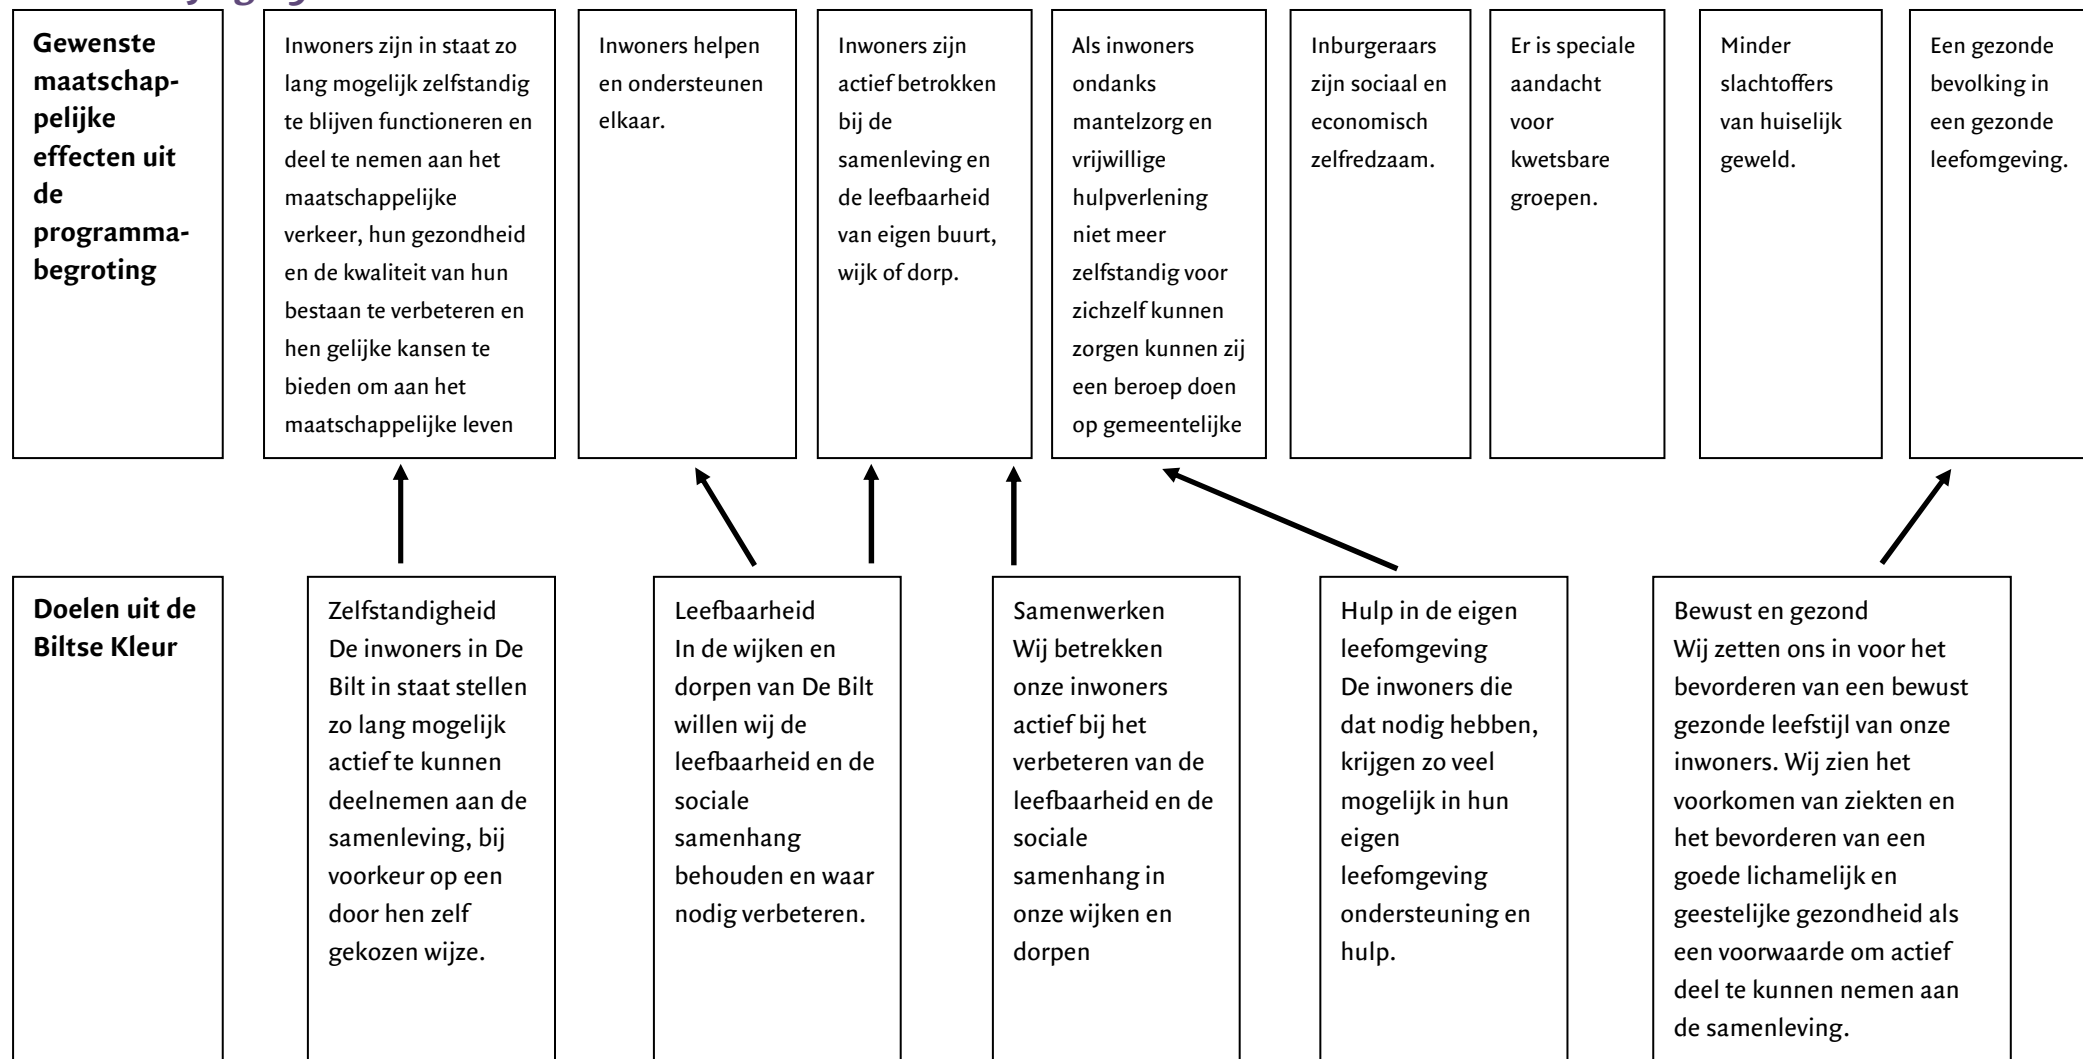 Gewenste
maatschap-
pelijke
effecten uit
de
programma-
begroting
Inwoners zijn in staat zo
lang mogelijk zelfstandig
te blijven functioneren en
deel te nemen aan het
maatschappelijke
verkeer, hun gezondheid
en de kwaliteit van hun
bestaan te verbeteren en
hen gelijke kansen te
bieden om aan het
maatschappelijke leven
Inwoners helpen
en ondersteunen
elkaar.
Inwoners zijn
actief betrokken
bij de
samenleving en
de leefbaarheid
van eigen buurt,
wijk of dorp.
Als inwoners
ondanks
mantelzorg en
vrijwillige
hulpverlening
niet meer
zelfstandig voor
zichzelf kunnen
zorgen kunnen zij
een beroep doen
op gemeentelijke
Inburgeraars
zijn sociaal en
economisch
zelfredzaam.
Er is speciale
aandacht
voor
kwetsbare
groepen.
Minder
slachtoffers
van huiselijk
geweld.
Een gezonde
bevolking in
een gezonde
leefomgeving.
Doelen uit de
Biltse Kleur
Zelfstandigheid
De inwoners in De
Bilt in staat stellen
zo lang mogelijk
actief te kunnen
deelnemen aan de
samenleving, bij
voorkeur op een
door hen zelf
gekozen wijze.
Leefbaarheid
In de wijken en
dorpen van De Bilt
willen wij de
leefbaarheid en de
sociale
samenhang
behouden en waar
nodig verbeteren.
Samenwerken
Wij betrekken
onze inwoners
actief bij het
verbeteren van de
leefbaarheid en de
sociale
samenhang in
onze wijken en
dorpen
Hulp in de eigen
leefomgeving
De inwoners die
dat nodig hebben,
krijgen zo veel
mogelijk in hun
eigen
leefomgeving
ondersteuning en
hulp.
Bewust en gezond
Wij zetten ons in voor het
bevorderen van een bewust
gezonde leefstijl van onze
inwoners. Wij zien het
voorkomen van ziekten en
het bevorderen van een
goede lichamelijk en
geestelijke gezondheid als
een voorwaarde om actief
deel te kunnen nemen aan
de samenleving.